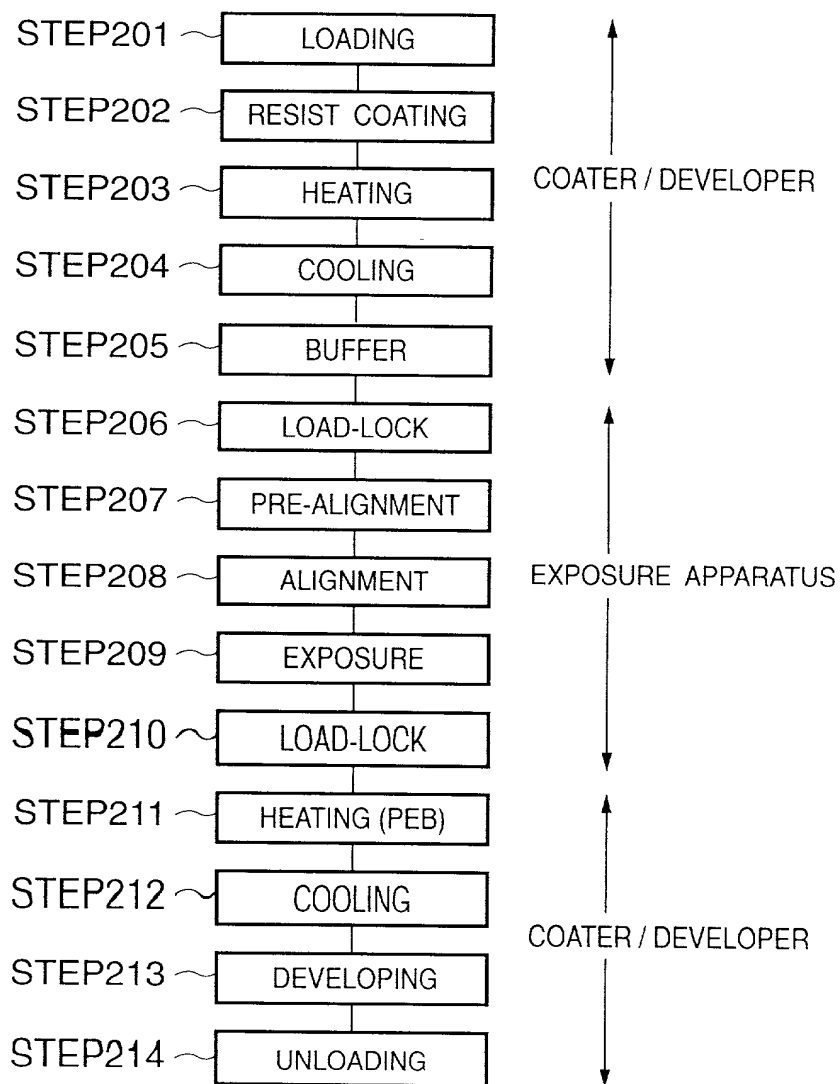 STEP201 LOADING
STEP202 RESIST COATING
STEP203 HEATING
COATER / DEVELOPER
STEP204 COOLING
STEP205 BUFFER
STEP206 LOAD-LOCK
STEP207 PRE-ALIGNMENT
STEP208 ALIGNMENT
EXPOSURE APPARATUS
STEP209 EXPOSURE
STEP210 LOAD-LOCK
STEP211 HEATING (PEB)
STEP212 COOLING
COATER / DEVELOPER
STEP213 DEVELOPING
STEP214 UNLOADING